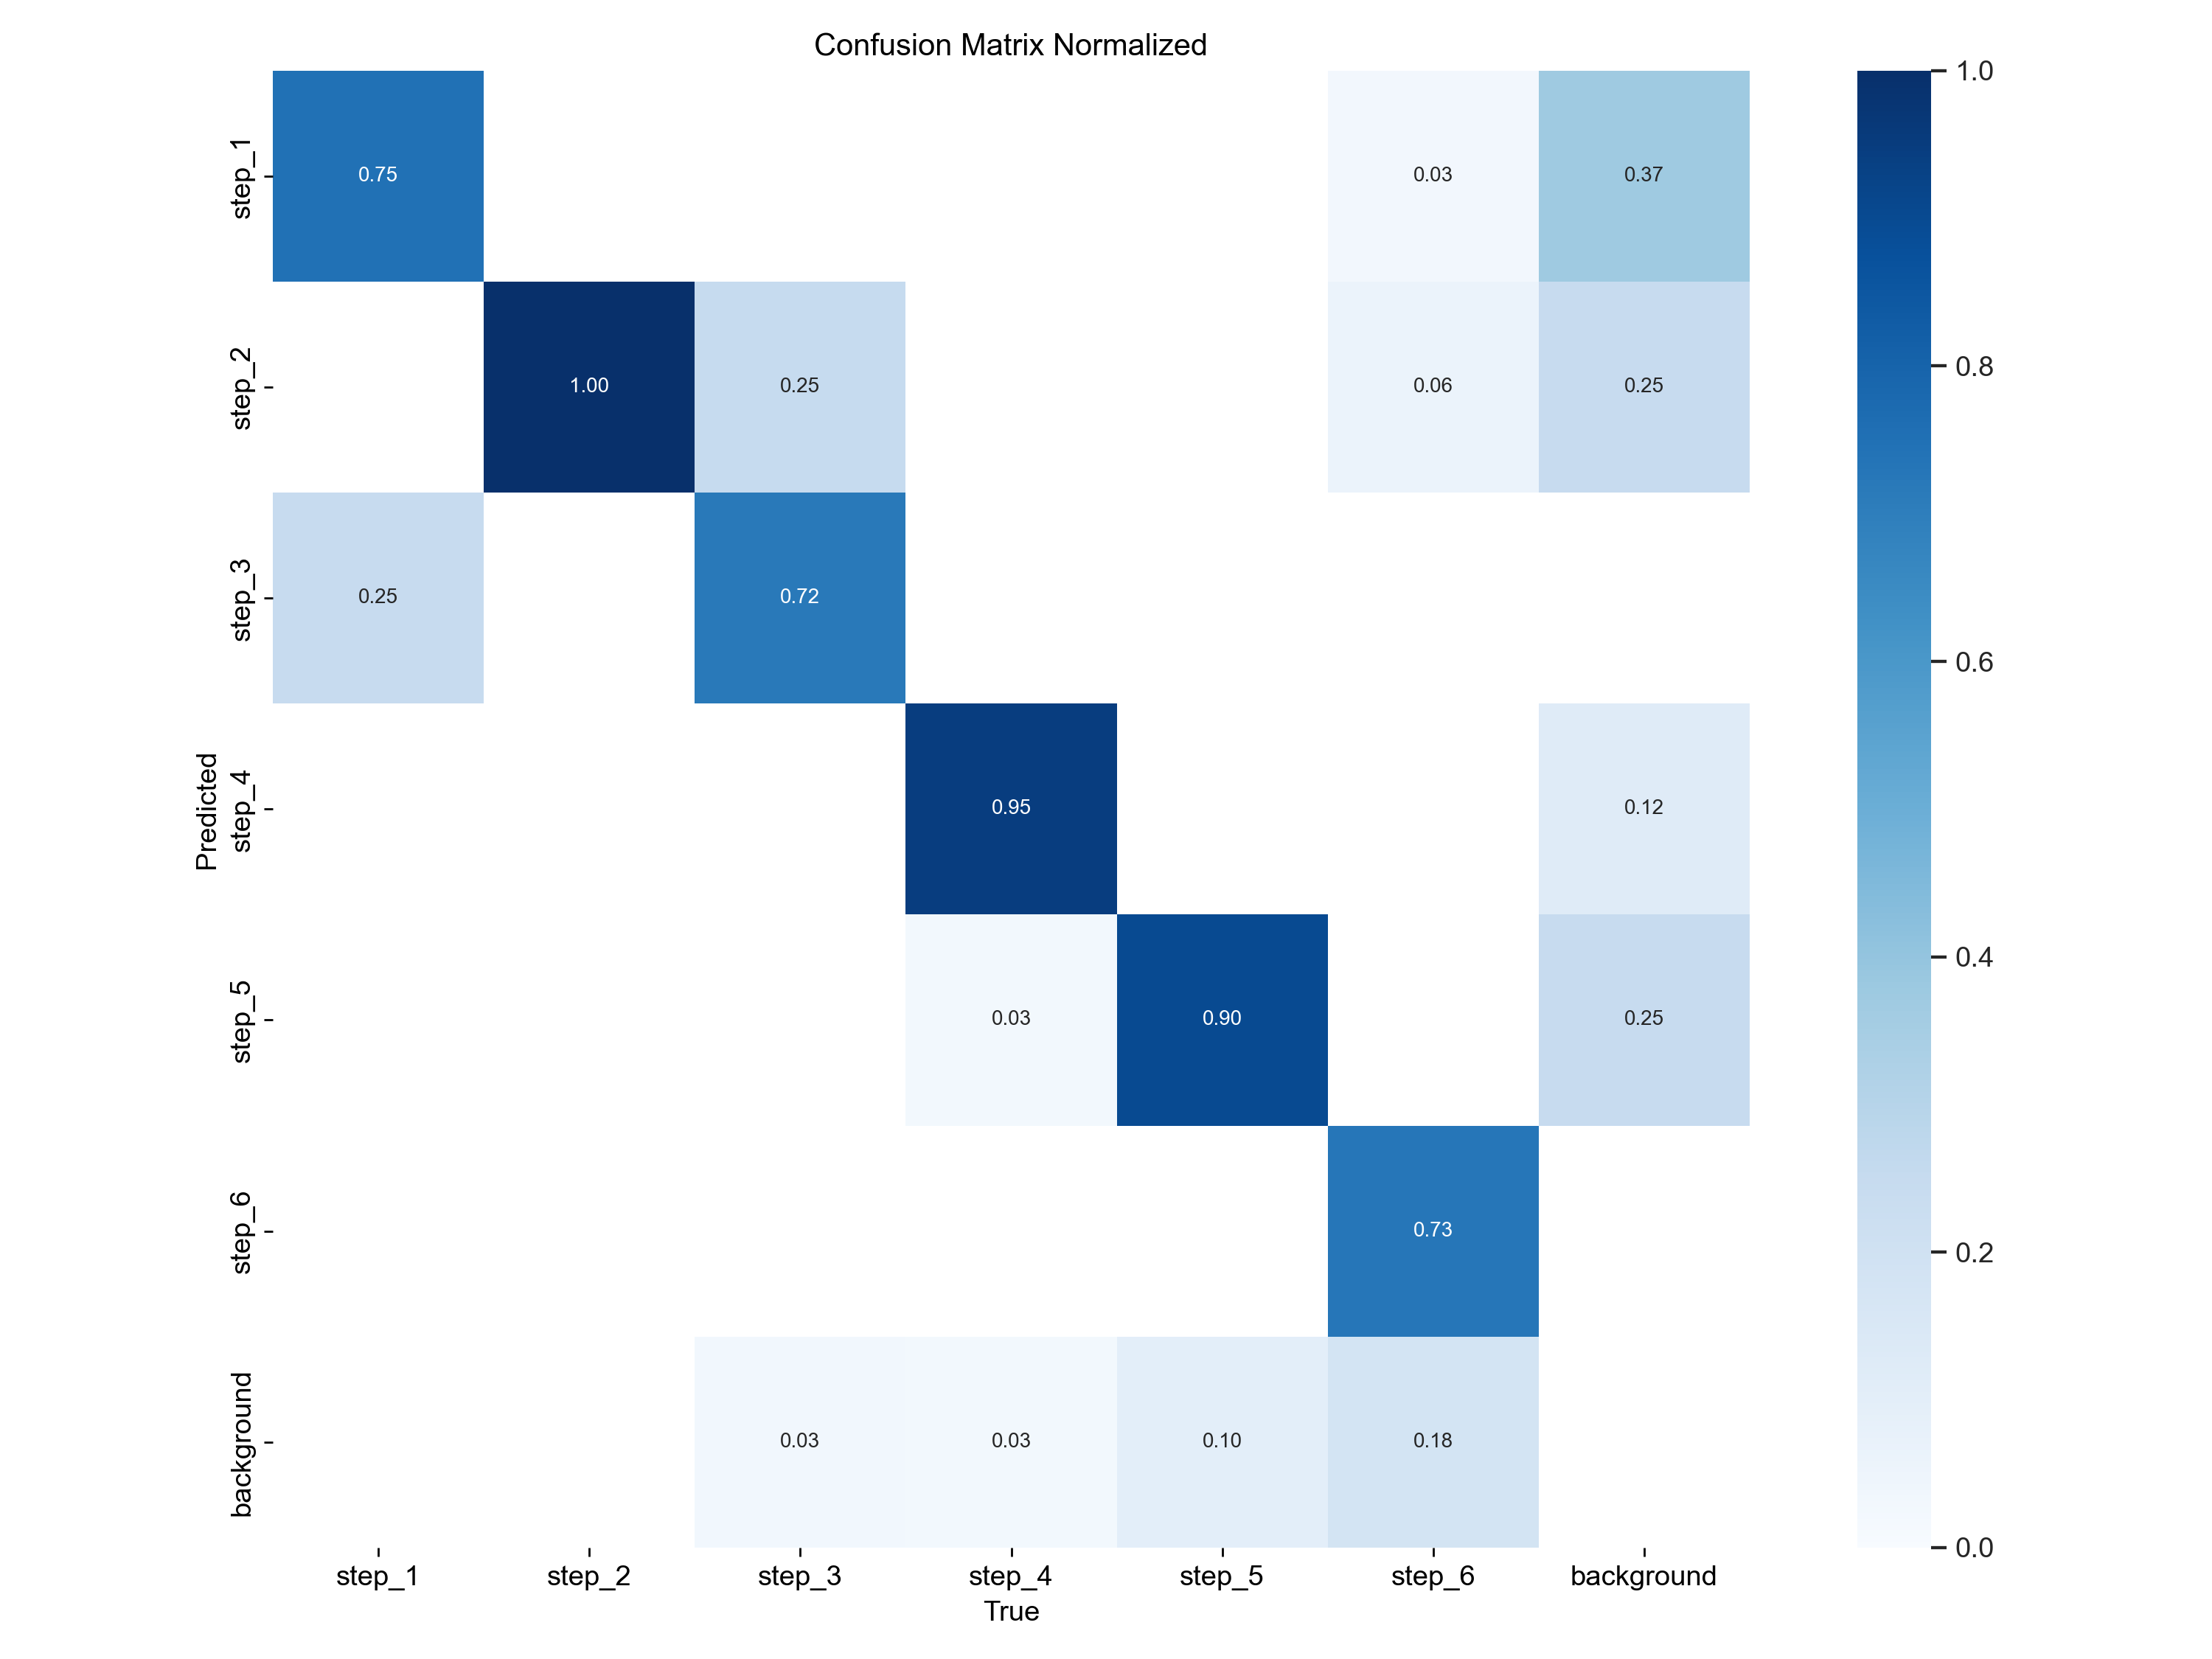 Confusion Matrix Normalized
step_1
0.75
0.03
0.37
step_2
1.00
0.25
0.06
0.25
step_3
0.25
0.72
Predicted
step_4
0.95
0.12
step_5
0.03
0.90
0.25
step_6
0.73
background
0.03
0.03
0.10
0.18
step_1
step_2
step_3
step_4
step_5
step_6
background
True
1.0
0.8
0.6
0.4
0.2
0.0